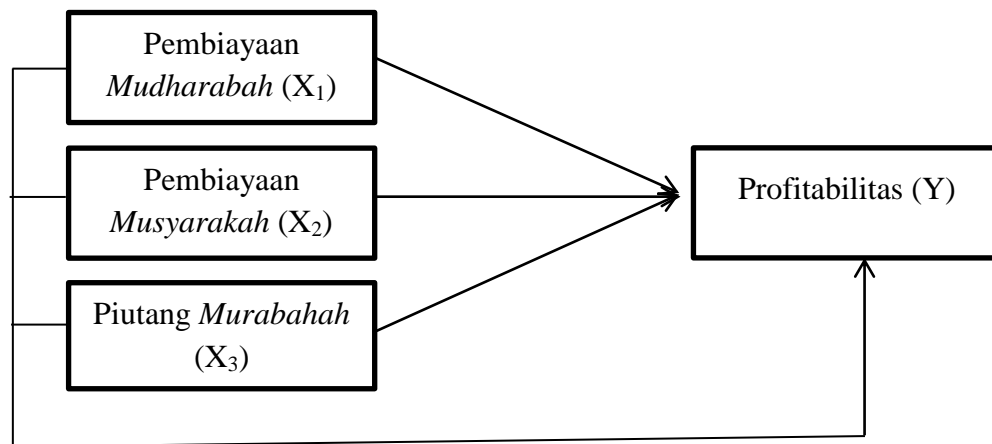 Pembiayaan
Mudharabah (X₁)
Pembiayaan
Musyarakah (X₂)
Profitabilitas (Y)
Piutang Murabahah
(X₃)